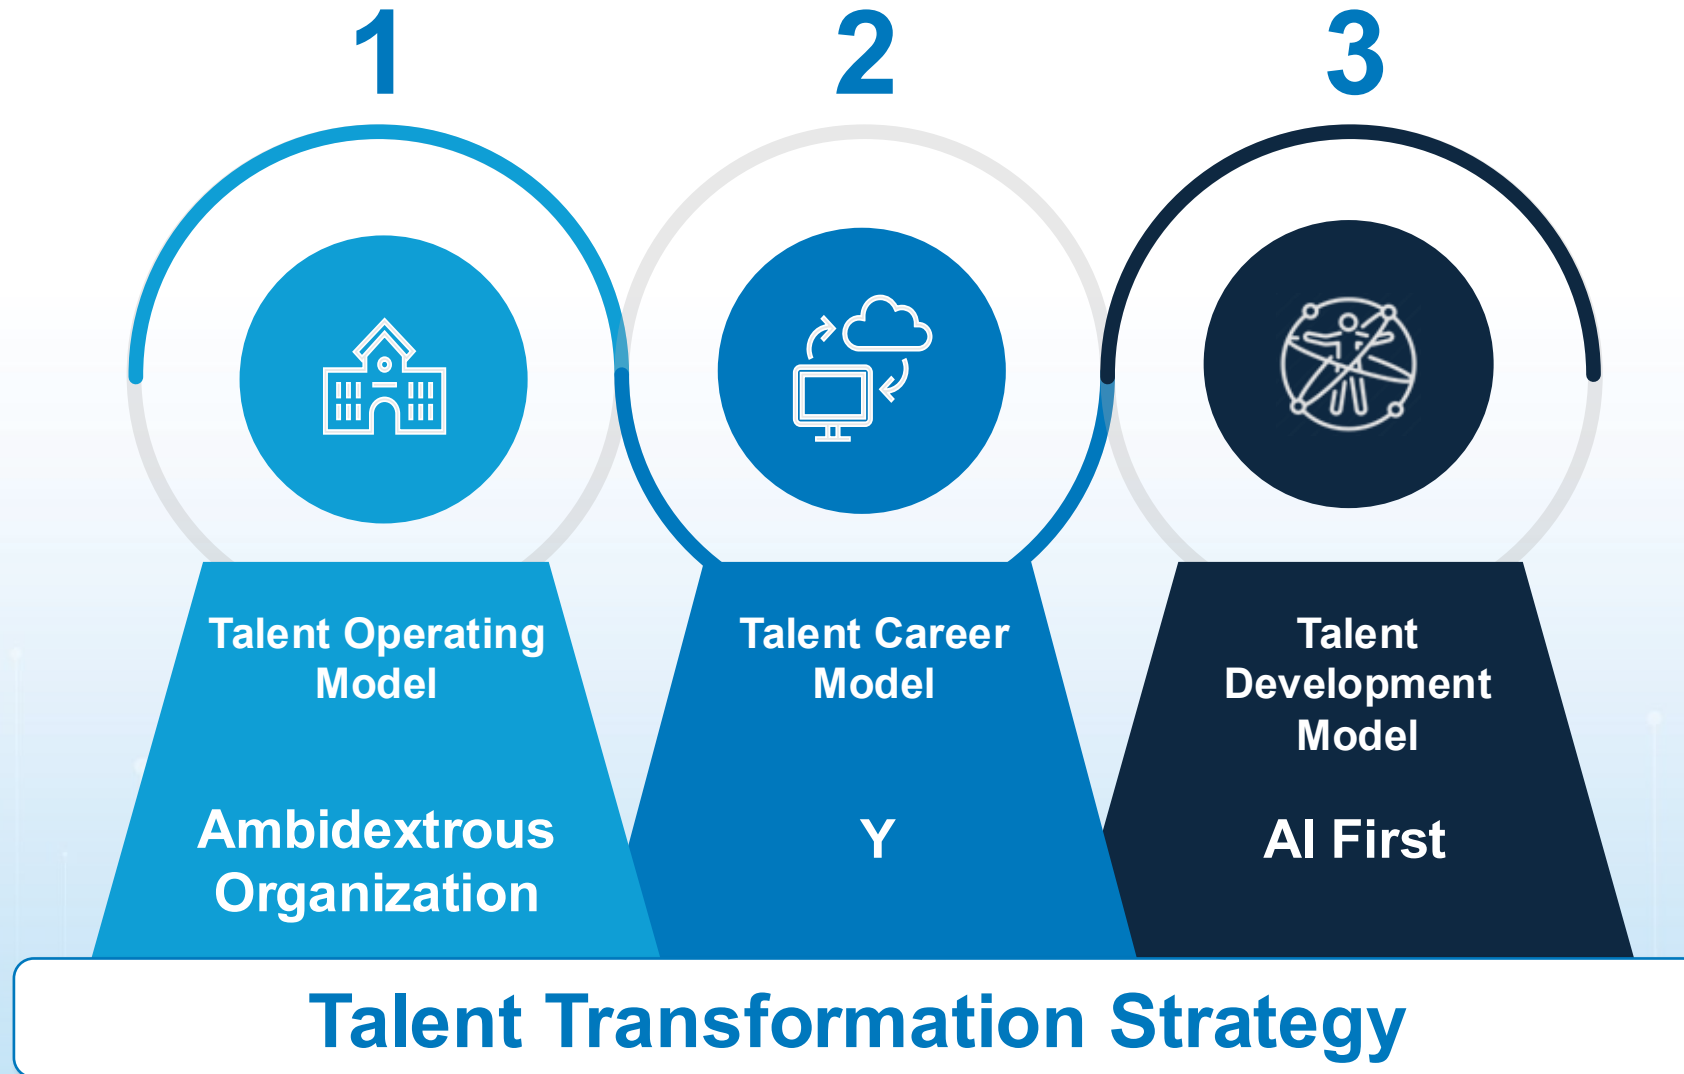 1
2
3
Talent Operating
Model
Ambidextrous
Organization
Talent Career
Model
Y
Talent
Development
Model
AI First
Talent Transformation Strategy